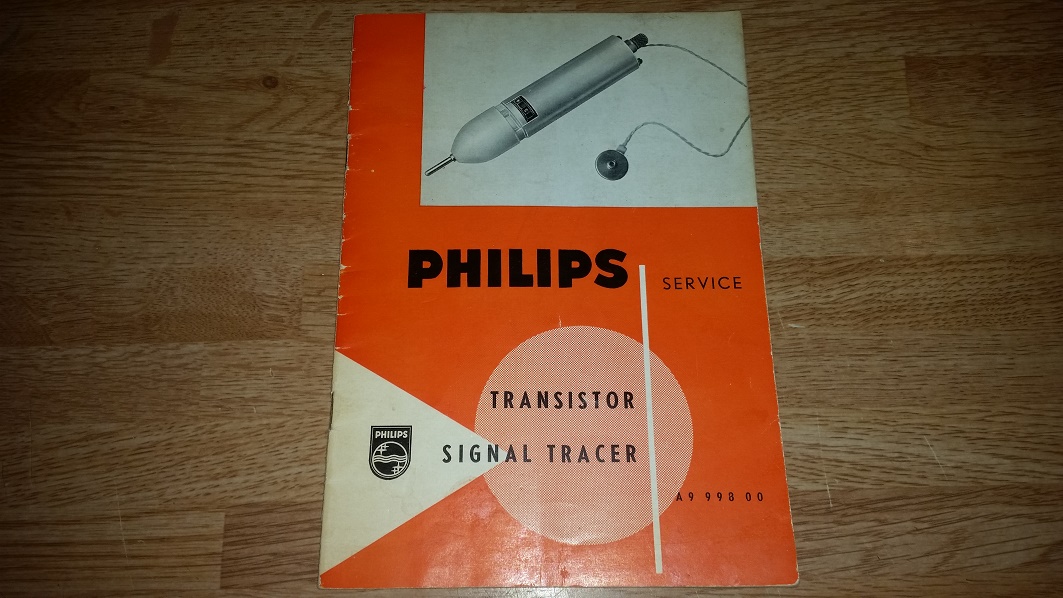 PHILIPS
SERVICE
TRANSISTOR
SIGNAL TRACER
PHILIPS
A9 998 00